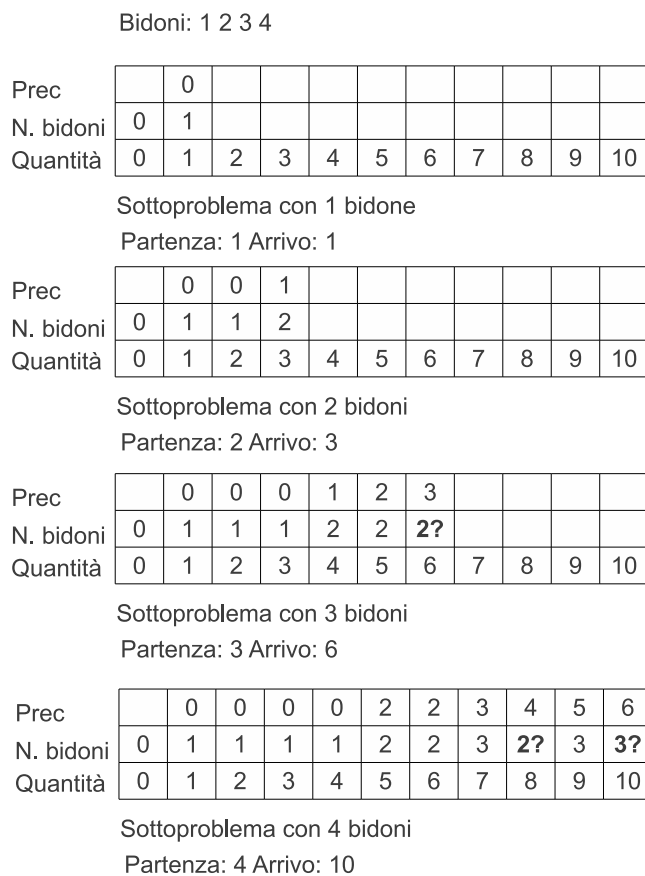 Bidoni: 1 2 3 4
Prec 0
N. bidoni 0 1
Quantità 0 1 2 3 4 5 6 7 8 9 10
Sottoproblema con 1 bidone
Partenza: 1 Arrivo: 1
Prec 0 0 1
N. bidoni 0 1 1 2
Quantità 0 1 2 3 4 5 6 7 8 9 10
Sottoproblema con 2 bidoni
Partenza: 2 Arrivo: 3
Prec 0 0 0 1 2 3
N. bidoni 0 1 1 1 2 2 2?
Quantità 0 1 2 3 4 5 6 7 8 9 10
Sottoproblema con 3 bidoni
Partenza: 3 Arrivo: 6
Prec 0 0 0 0 2 2 3 4 5 6
N. bidoni 0 1 1 1 1 2 2 3 2? 3 3?
Quantità 0 1 2 3 4 5 6 7 8 9 10
Sottoproblema con 4 bidoni
Partenza: 4 Arrivo: 10